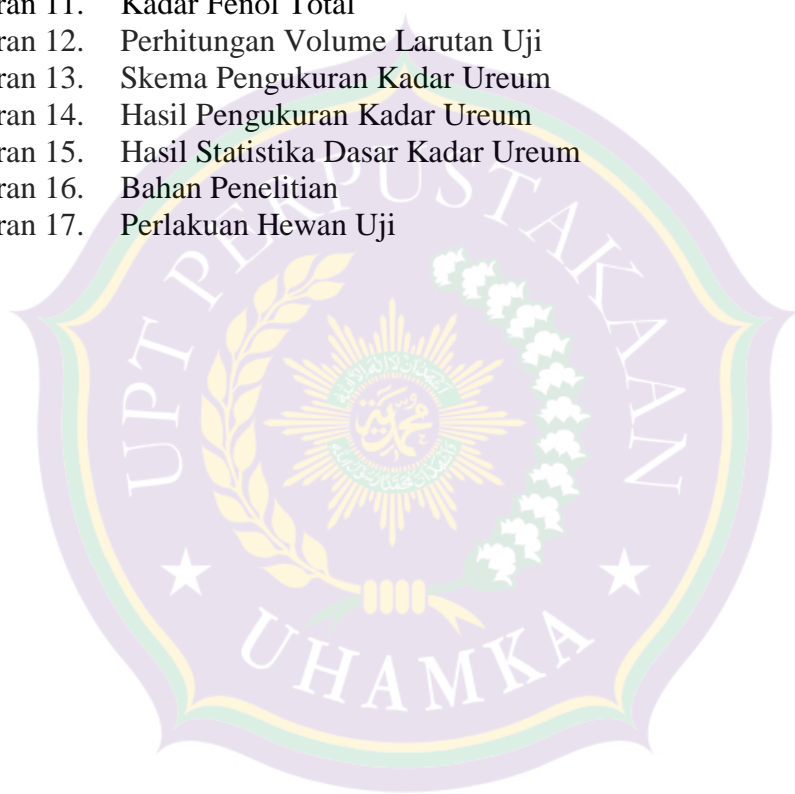 ran 11. Kadar Fenol Total
ran 12. Perhitungan Volume Larutan Uji
ran 13. Skema Pengukuran Kadar Ureum
ran 14. Hasil Pengukuran Kadar Ureum
ran 15. Hasil Statistika Dasar Kadar Ureum
ran 16. Bahan Penelitian
ran 17. Perlakuan Hewan Uji
UPT PERPUSTAKAAN
محمدية
UHAMKA